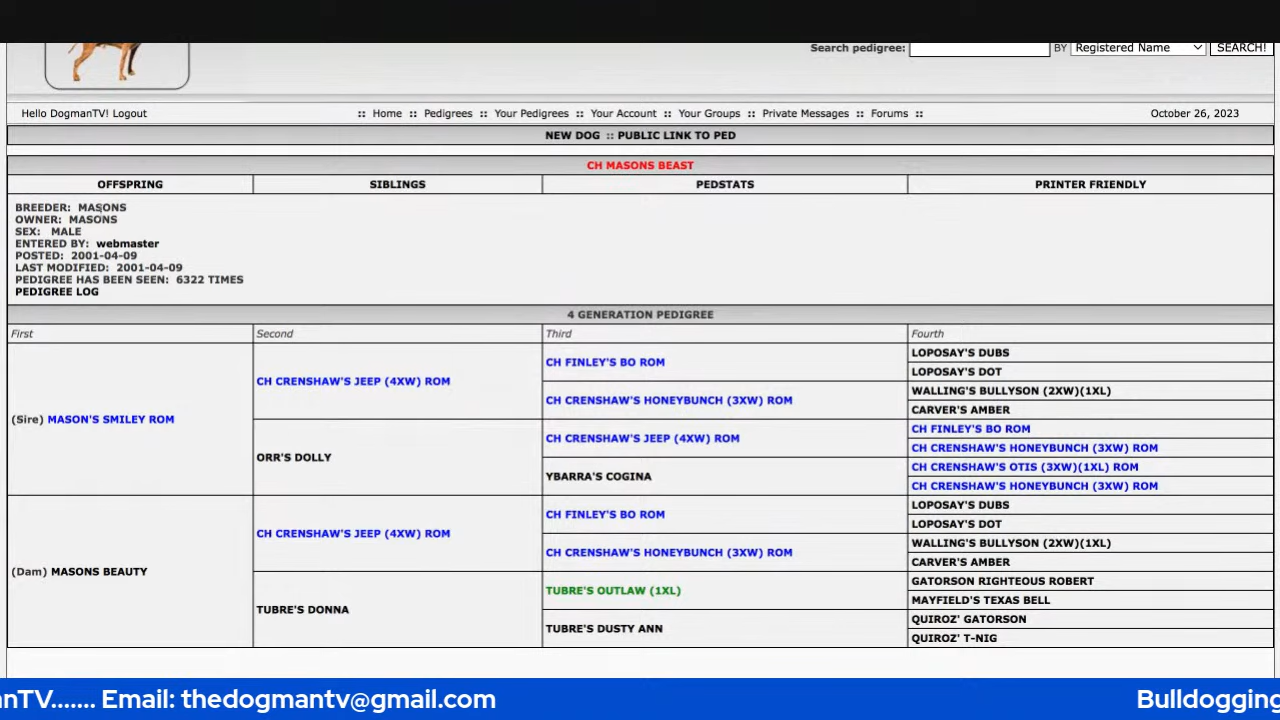 Search pedigree: BY Registered Name SEARCH!
Hello DogmanTV! Logout :: Home :: Pedigrees :: Your Pedigrees :: Your Account :: Your Groups :: Private Messages :: Forums :: October 26, 2023
NEW DOG :: PUBLIC LINK TO PED
CH MASONS BEAST
OFFSPRING SIBLINGS PEDSTATS PRINTER FRIENDLY
BREEDER: MASONS
OWNER: MASONS
SEX: MALE
ENTERED BY: webmaster
POSTED: 2001-04-09
LAST MODIFIED: 2001-04-09
PEDIGREE HAS BEEN SEEN: 6322 TIMES
PEDIGREE LOG
4 GENERATION PEDIGREE
First Second Third Fourth
(Sire) MASON'S SMILEY ROM
CH CRENSHAW'S JEEP (4XW) ROM
CH FINLEY'S BO ROM
LOPOSAY'S DUBS
LOPOSAY'S DOT
CH CRENSHAW'S HONEYBUNCH (3XW) ROM
WALLING'S BULLYSON (2XW)(1XL)
CARVER'S AMBER
ORR'S DOLLY
CH CRENSHAW'S JEEP (4XW) ROM
CH FINLEY'S BO ROM
CH CRENSHAW'S HONEYBUNCH (3XW) ROM
YBARRA'S COGINA
CH CRENSHAW'S OTIS (3XW)(1XL) ROM
CH CRENSHAW'S HONEYBUNCH (3XW) ROM
(Dam) MASONS BEAUTY
CH CRENSHAW'S JEEP (4XW) ROM
CH FINLEY'S BO ROM
LOPOSAY'S DUBS
LOPOSAY'S DOT
CH CRENSHAW'S HONEYBUNCH (3XW) ROM
WALLING'S BULLYSON (2XW)(1XL)
CARVER'S AMBER
TUBRE'S DONNA
TUBRE'S OUTLAW (1XL)
GATORSON RIGHTEOUS ROBERT
MAYFIELD'S TEXAS BELL
TUBRE'S DUSTY ANN
QUIROZ' GATORSON
QUIROZ' T-NIG
nTV....... Email: thedogmantv@gmail.com Bulldogging